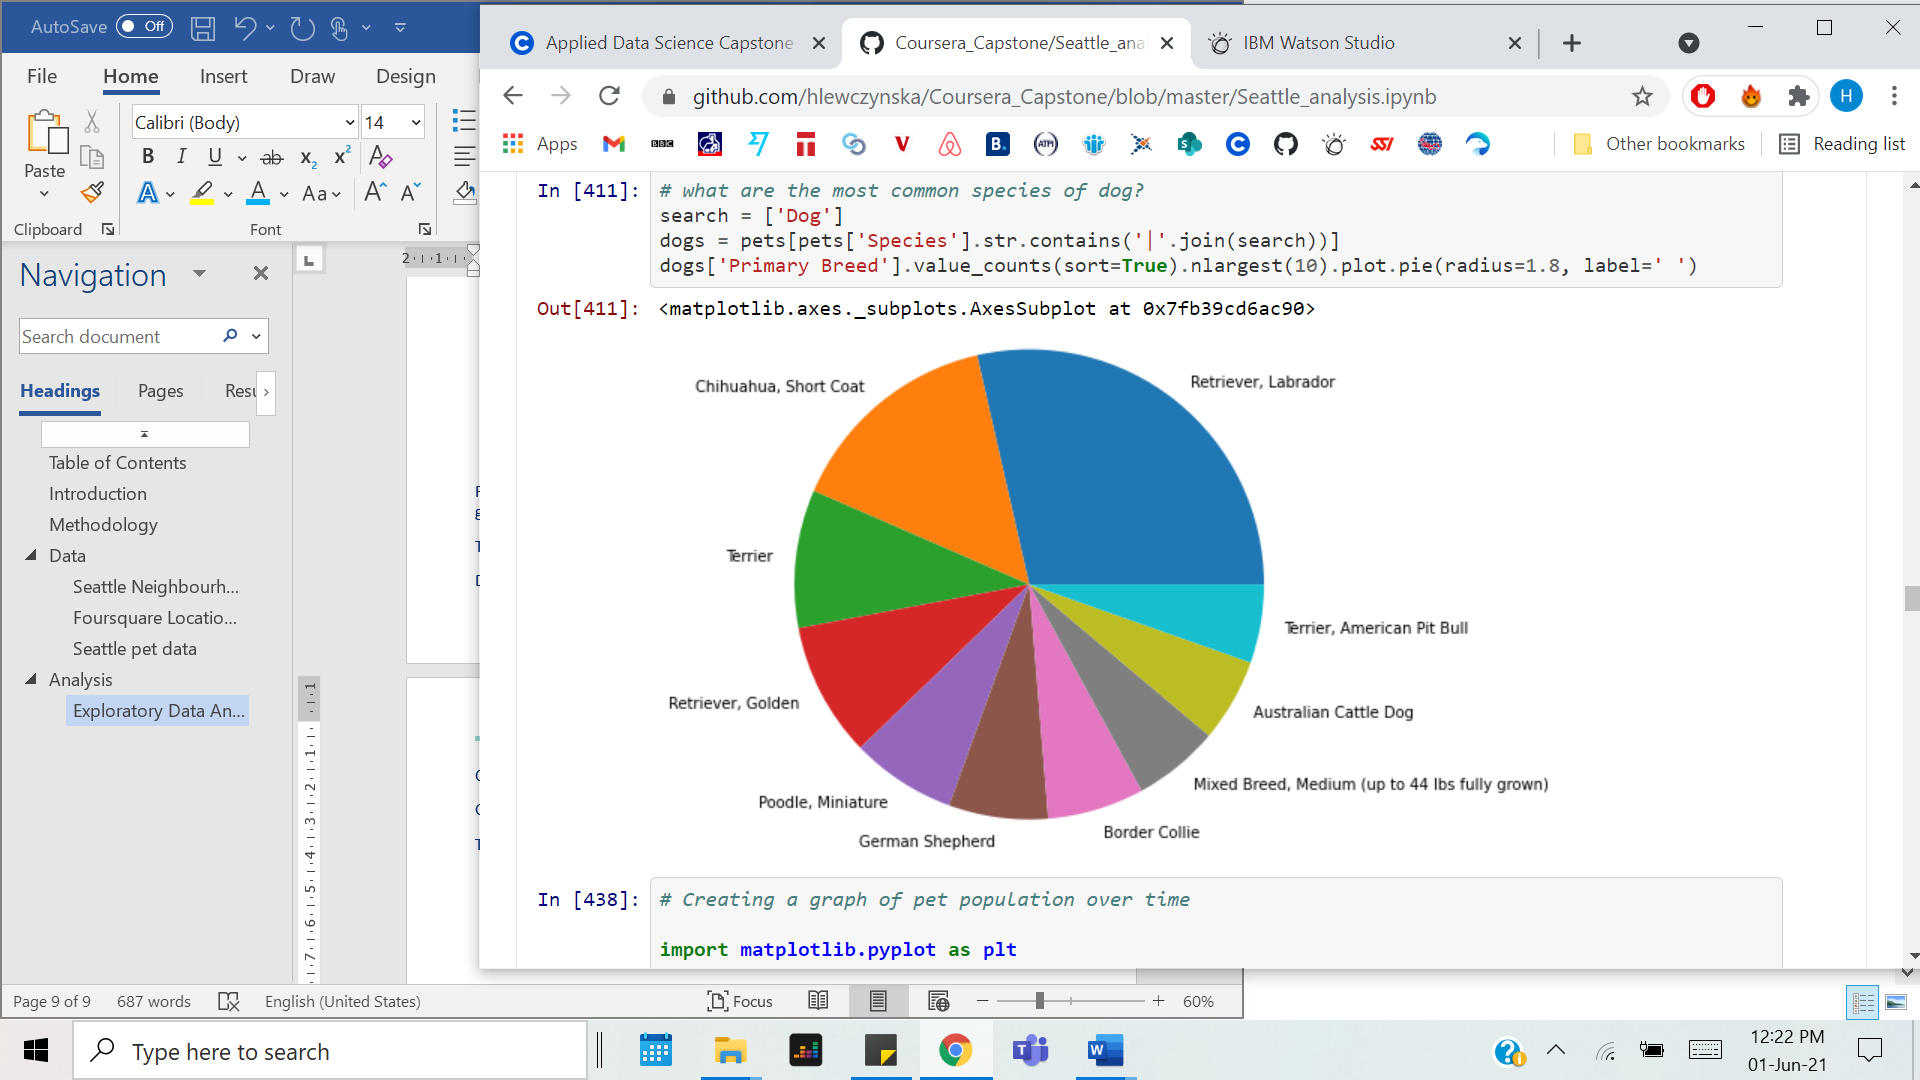 AutoSave Off
File Home Insert Draw Design
Paste
Calibri (Body) 14
Clipboard Font
Navigation
Search document
Headings Pages
Table of Contents
Introduction
Methodology
Data
Seattle Neighbourh...
Foursquare Locatio...
Seattle pet data
Analysis
Exploratory Data An...
Page 9 of 9 687 words English (United States) Focus 60%
Applied Data Science Capstone
Coursera_Capstone/Seattle_ana
IBM Watson Studio
github.com/hlewczynska/Coursera_Capstone/blob/master/Seattle_analysis.ipynb
H
Apps BBC V B. ATM C Other bookmarks Reading list
In [411]: # what are the most common species of dog?
search = ['Dog']
dogs = pets[pets['Species'].str.contains('|'.join(search))]
dogs['Primary Breed'].value_counts(sort=True).nlargest(10).plot.pie(radius=1.8, label=' ')
Out[411]: <matplotlib.axes._subplots.AxesSubplot at 0x7fb39cd6ac90>
Retriever, Labrador
Chihuahua, Short Coat
Terrier
Terrier, American Pit Bull
Retriever, Golden
Australian Cattle Dog
Mixed Breed, Medium (up to 44 lbs fully grown)
Poodle, Miniature
Border Collie
German Shepherd
In [438]: # Creating a graph of pet population over time
import matplotlib.pyplot as plt
Type here to search
12:22 PM
01-Jun-21